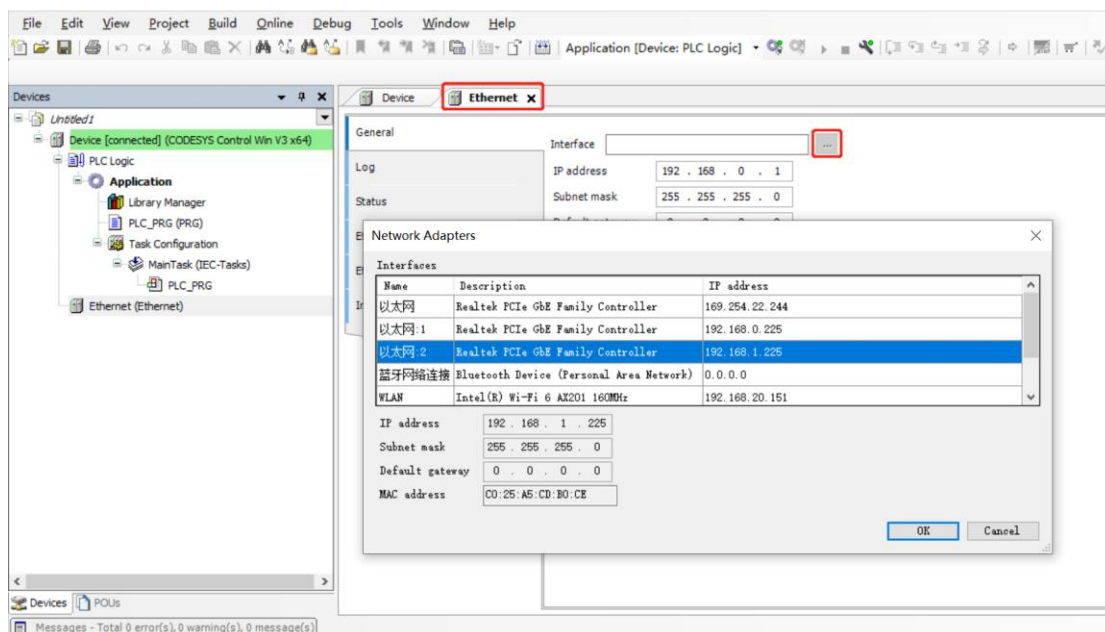 File Edit View Project Build Online Debug Tools Window Help
Application [Device: PLC Logic]
Devices
Device
Ethernet x
Untitled1
Device [connected] (CODESYS Control Win V3 x64)
PLC Logic
Application
Library Manager
PLC_PRG (PRG)
Task Configuration
MainTask (IEC-Tasks)
PLC_PRG
Ethernet (Ethernet)
General
Log
Status
Interface ...
IP address 192 . 168 . 0 . 1
Subnet mask 255 . 255 . 255 . 0
Network Adapters
Interfaces
Name Description IP address
以太网 Realtek PCIe GbE Family Controller 169.254.22.244
以太网:1 Realtek PCIe GbE Family Controller 192.168.0.225
以太网:2 Realtek PCIe GbE Family Controller 192.168.1.225
蓝牙网络连接 Bluetooth Device (Personal Area Network) 0.0.0.0
WLAN Intel(R) Wi-Fi 6 AX201 160MHz 192.168.20.151
IP address 192 . 168 . 1 . 225
Subnet mask 255 . 255 . 255 . 0
Default gateway 0 . 0 . 0 . 0
MAC address C0:25:A5:CD:B0:CE
OK Cancel
Devices POUs
Messages - Total 0 error(s), 0 warning(s), 0 message(s)